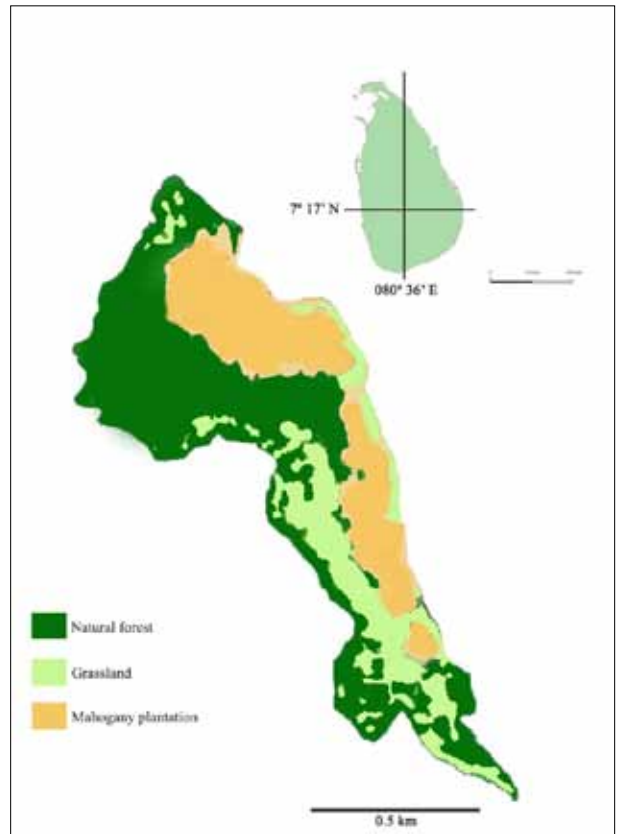 7° 17' N
080° 36' E
Natural forest
Grassland
Mahogany plantation
0.5 km